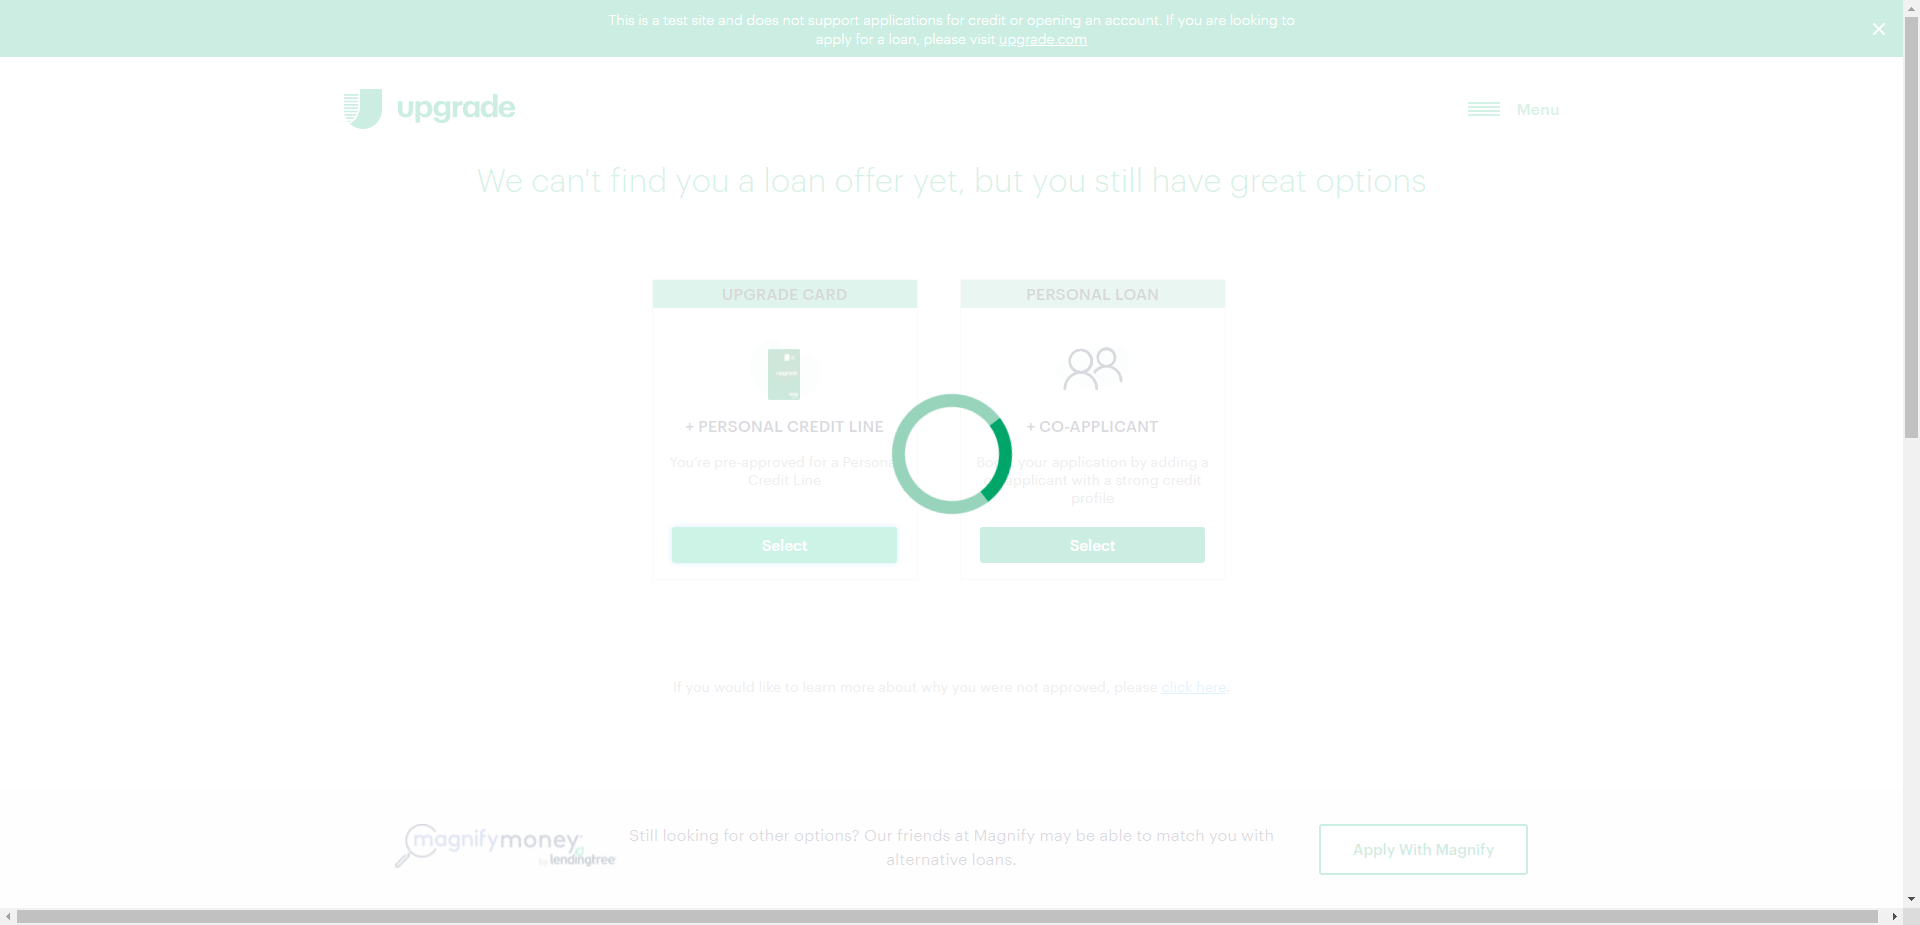 This is a test site and does not support applications for credit or opening an account. If you are looking to
apply for a loan, please visit upgrade.com
upgrade
Menu
We can't find you a loan offer yet, but you still have great options
UPGRADE CARD
PERSONAL LOAN
upgrade
+ PERSONAL CREDIT LINE
+ CO-APPLICANT
You're pre-approved for a Persona
Credit Line
your application by adding a
applicant with a strong credit
profile
Select
Select
If you would like to learn more about why you were not approved, please click here.
magnifymoney
by lendingtree
Still looking for other options? Our friends at Magnify may be able to match you with
alternative loans.
Apply With Magnify